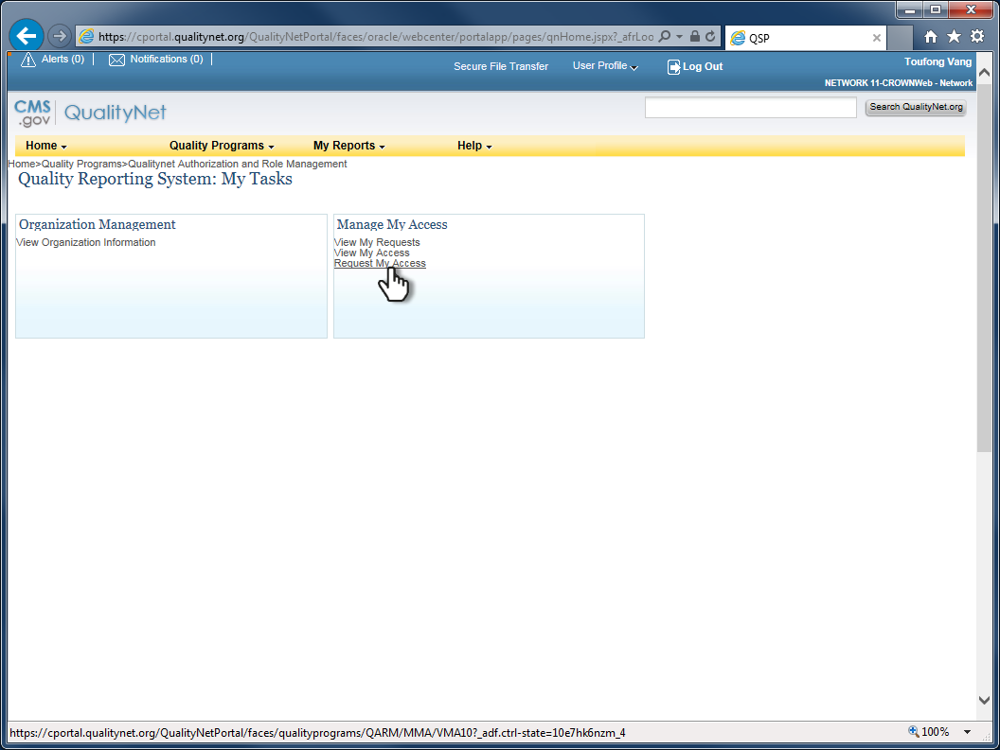 https://cportal.qualitynet.org/QualityNetPortal/faces/oracle/webcenter/portalapp/pages/qnHome.jspx?_afrLoo
QSP
Alerts (0)
Notifications (0)
Secure File Transfer
User Profile
Log Out
Toufong Vang
NETWORK 11-CROWNWeb - Network
CMS
.gov
QualityNet
Search QualityNet.org
Home
Quality Programs
My Reports
Help
Home>Quality Programs>Qualitynet Authorization and Role Management
Quality Reporting System: My Tasks
Organization Management
View Organization Information
Manage My Access
View My Requests
View My Access
Request My Access
https://cportal.qualitynet.org/QualityNetPortal/faces/qualityprograms/QARM/MMA/VMA10?_adf.ctrl-state=10e7hk6nzm_4
100%